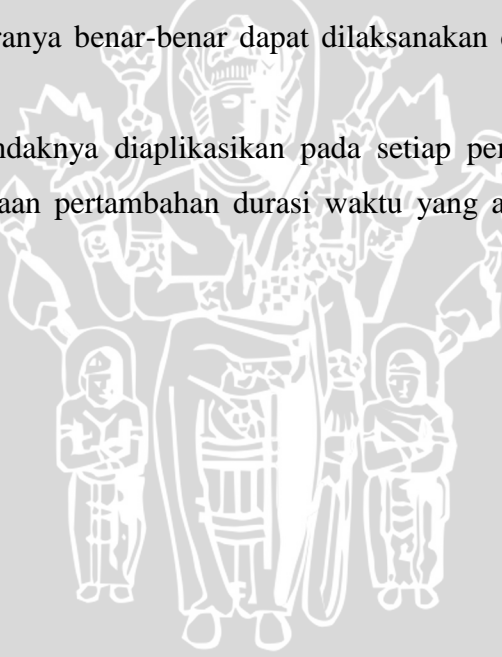 ranya benar-benar dapat dilaksanakan
ndaknya diaplikasikan pada setiap per
aan pertambahan durasi waktu yang a